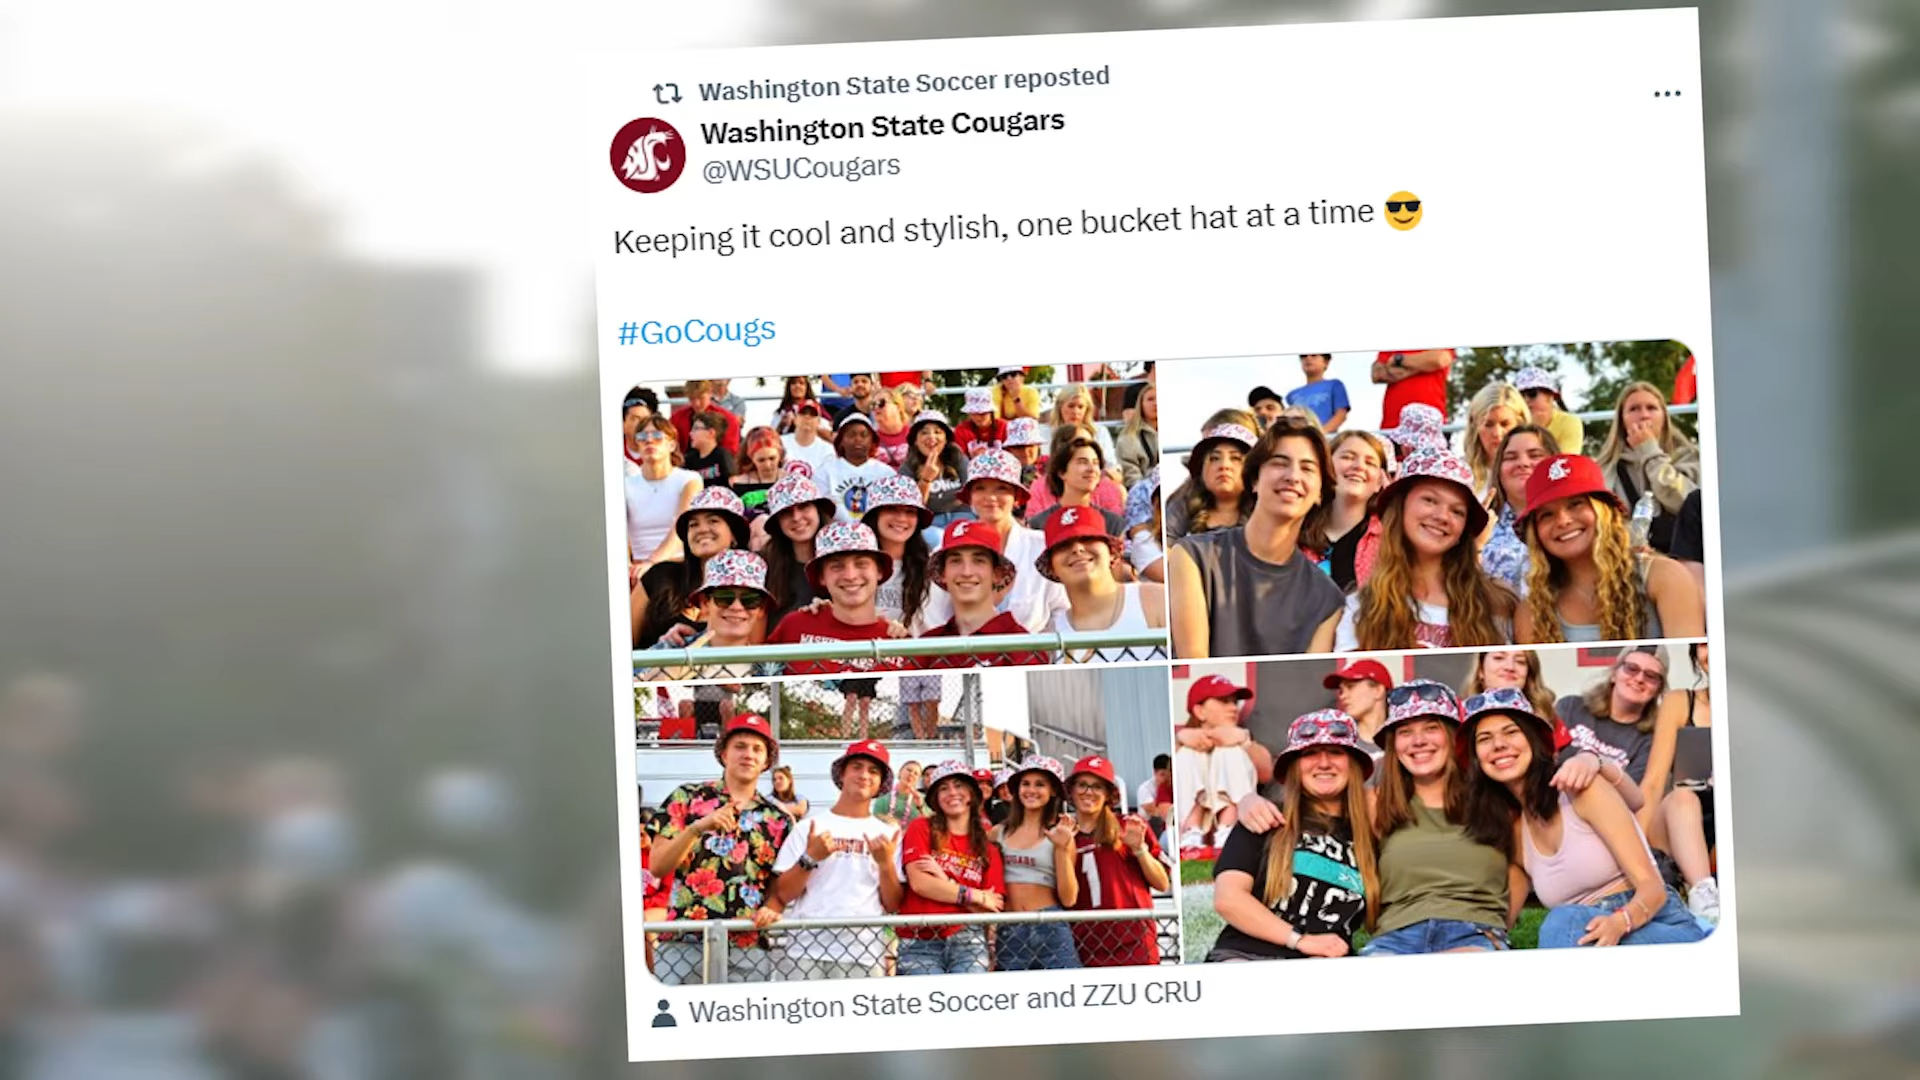 Washington State Soccer reposted
Washington State Cougars
@WSUCougars
Keeping it cool and stylish, one bucket hat at a time 😎
#GoCougs
Washington State Soccer and ZZU CRU